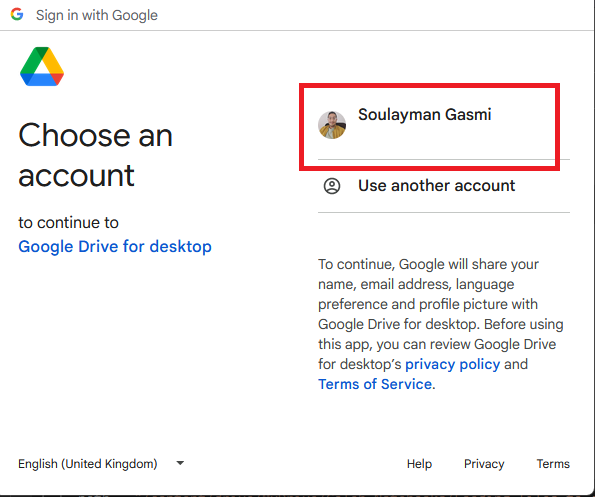 Sign in with Google
Choose an
account
to continue to
Google Drive for desktop
Soulayman Gasmi
Use another account
To continue, Google will share your
name, email address, language
preference and profile picture with
Google Drive for desktop. Before using
this app, you can review Google Drive
for desktop’s privacy policy and
Terms of Service.
English (United Kingdom)
Help Privacy Terms